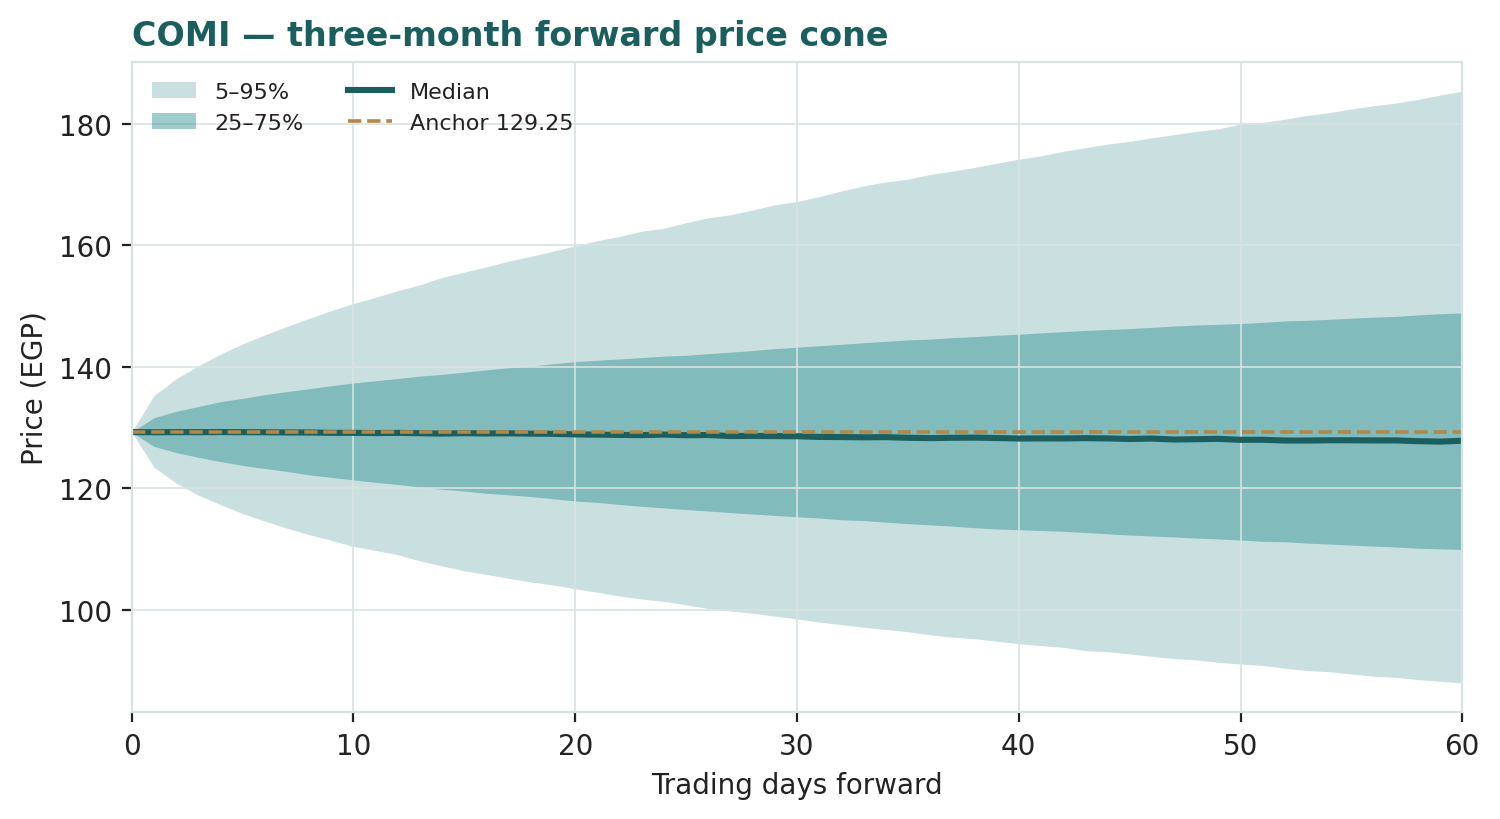 COMI — three-month forward price cone
5–95%
25–75%
Median
Anchor 129.25
Price (EGP)
180
160
140
120
100
0 10 20 30 40 50 60
Trading days forward